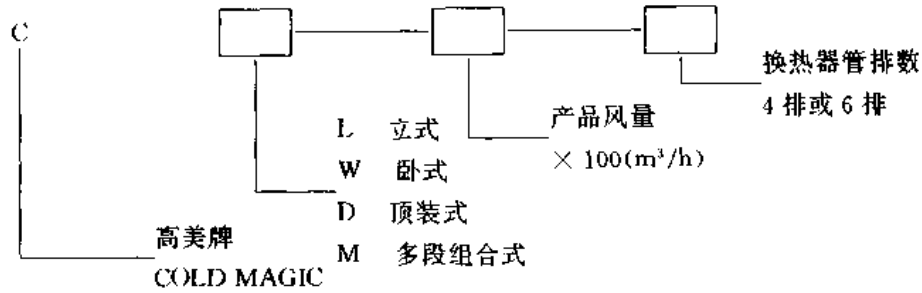 C
换热器管排数
4 排或 6 排
产品风量
× 100(m³/h)
L 立式
W 卧式
D 顶装式
M 多段组合式
高美牌
COLD MAGIC